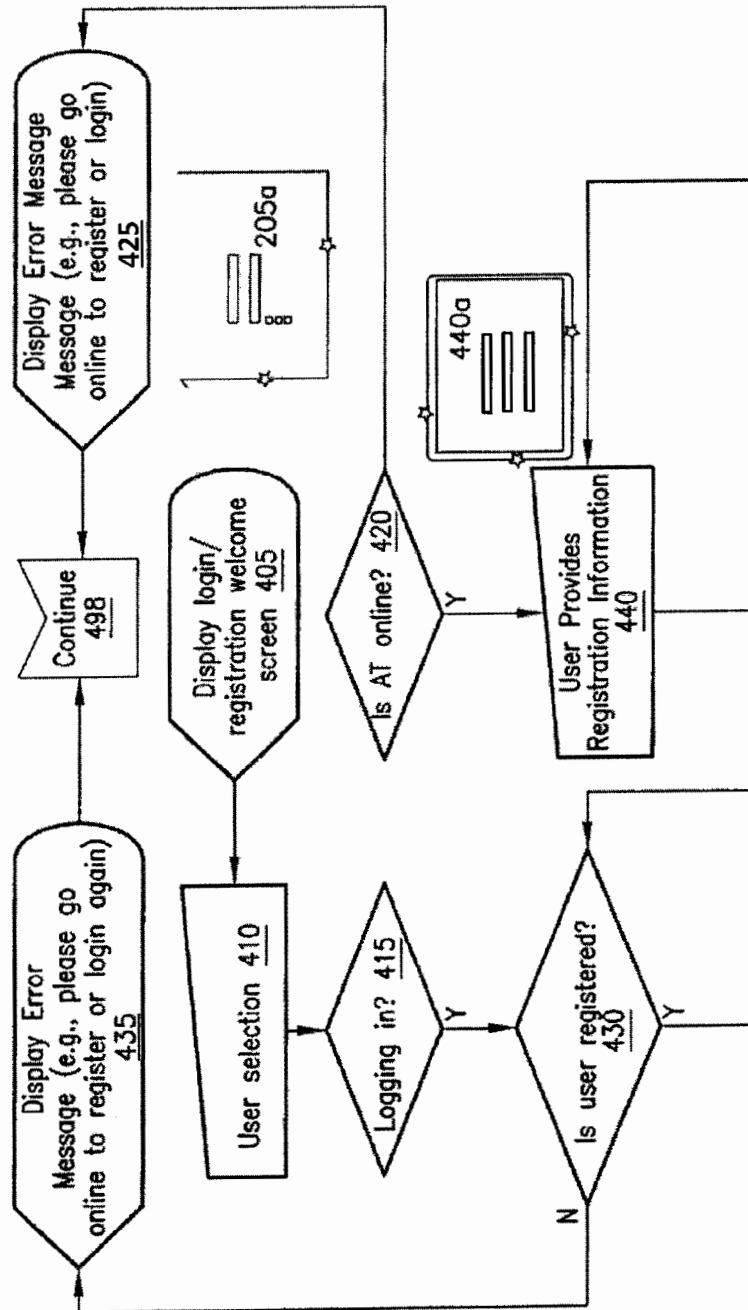 Display Error
Message (e.g., please go
online to register or login again)
435
Continue
498
Display Error Message
Message (e.g., please go
online to register or login)
425
User selection 410
Display login/
registration welcome
screen 405
205a
Logging in? 415
Y
Is AT online? 420
Y
440a
N
Is user registered?
430
Y
User Provides
Registration Information
440